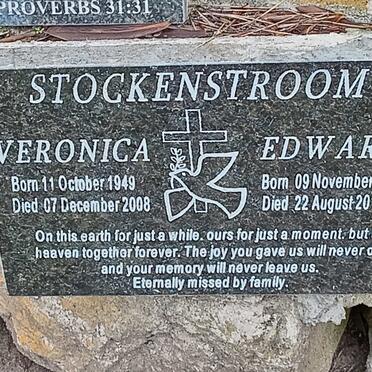 PROVERBS 31:31
STOCKENSTROOM
VERONICA EDWAR
Born 11 October 1949 Born 09 November
Died 07 December 2008 Died 22 August 20
On this earth for just a while, ours for just a moment, but
heaven together forever. The joy you gave us will never d
and your memory will never leave us.
Eternally missed by family.